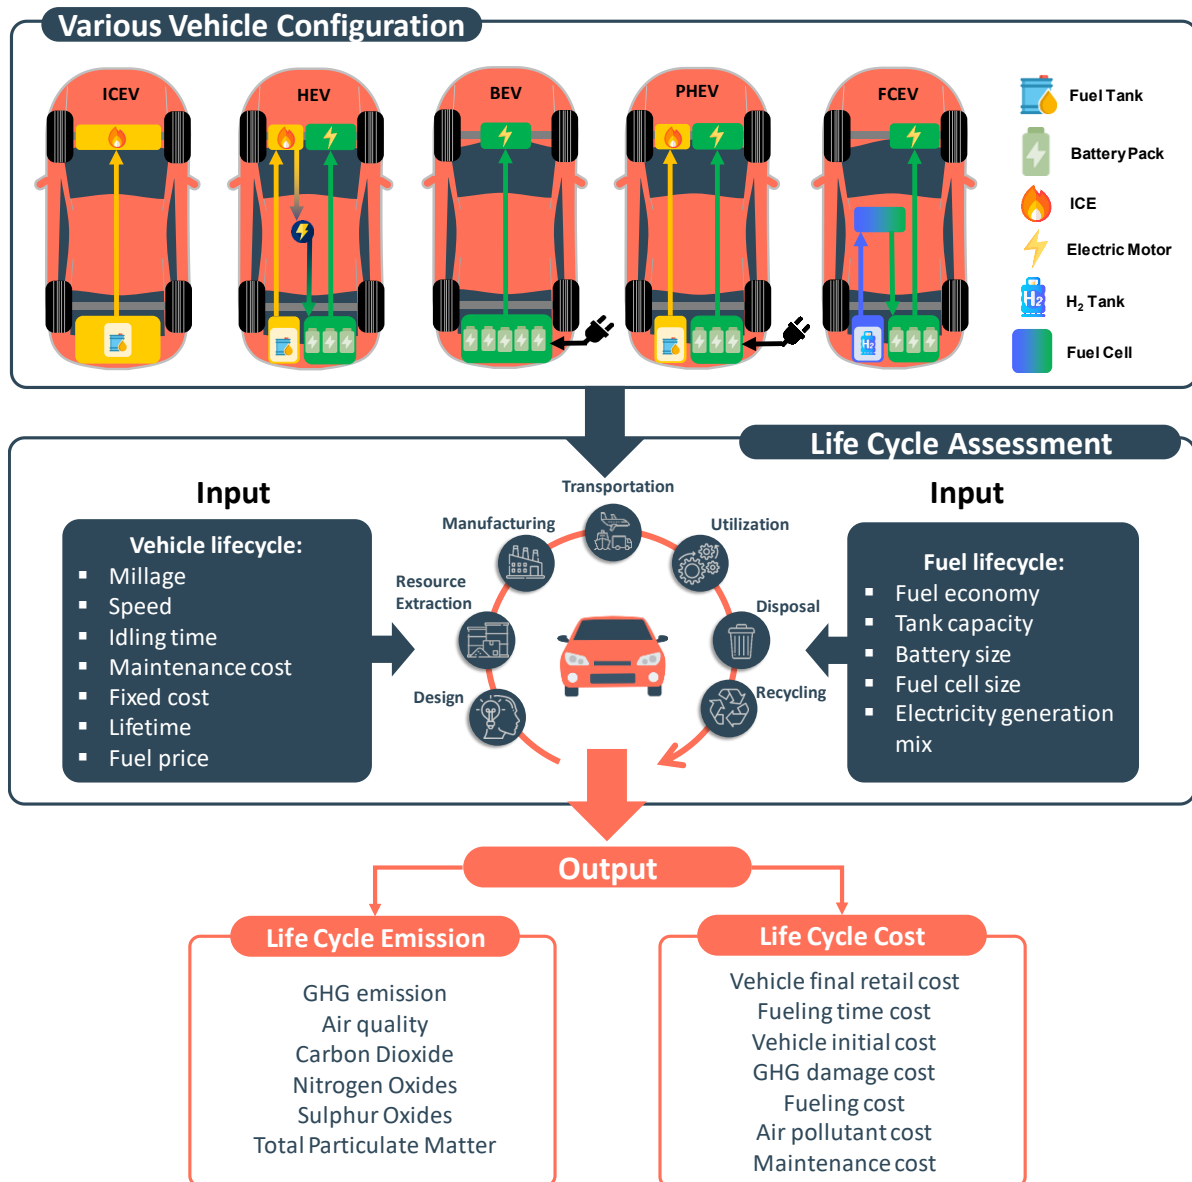 Various Vehicle Configuration
ICEV
HEV
BEV
PHEV
FCEV
Fuel Tank
Battery Pack
ICE
Electric Motor
H2
H₂ Tank
Fuel Cell
H2
Life Cycle Assessment
Input
Vehicle lifecycle:
▪ Millage
▪ Speed
▪ Idling time
▪ Maintenance cost
▪ Fixed cost
▪ Lifetime
▪ Fuel price
Transportation
Manufacturing
Utilization
Resource
Extraction
Disposal
Design
Recycling
Input
Fuel lifecycle:
▪ Fuel economy
▪ Tank capacity
▪ Battery size
▪ Fuel cell size
▪ Electricity generation
mix
Output
Life Cycle Emission
GHG emission
Air quality
Carbon Dioxide
Nitrogen Oxides
Sulphur Oxides
Total Particulate Matter
Life Cycle Cost
Vehicle final retail cost
Fueling time cost
Vehicle initial cost
GHG damage cost
Fueling cost
Air pollutant cost
Maintenance cost